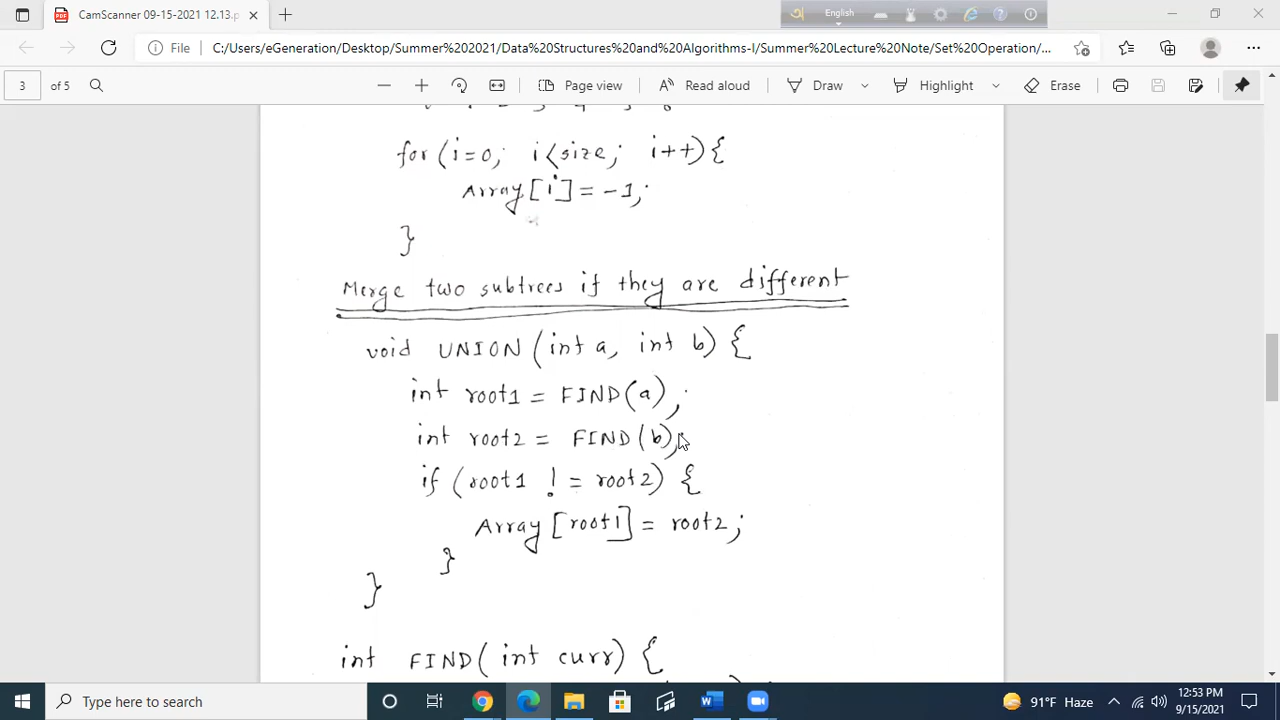 CamScanner 09-15-2021 12.13.p
English
File
C:/Users/eGeneration/Desktop/Summer%202021/Data%20Structures%20and%20Algorithms-I/Summer%20Lecture%20Note/Set%20Operation/...
3 of 5
Page view
Read aloud
Draw
Highlight
Erase
for (i=0; i<size; i++){
Array[i] = -1;
}
Merge two subtrees if they are different
void UNION (int a, int b) {
int root1 = FIND(a);
int root2 = FIND(b);
if (root1 != root2) {
Array [root1] = root2;
}
}
int FIND( int curr) {
Type here to search
91°F Haze
12:53 PM
9/15/2021